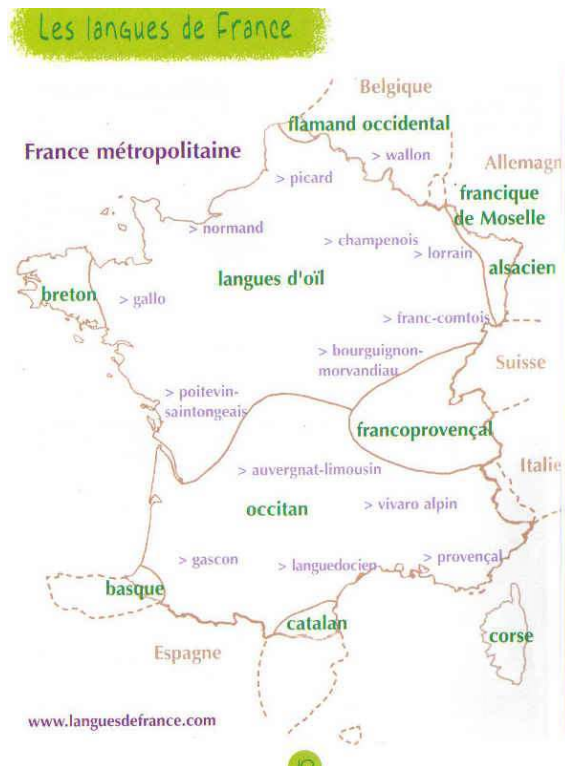 Les langues de France
Belgique
flamand occidental
France métropolitaine
> wallon
Allemagn
> picard
francique
de Moselle
> normand
> champenois
> lorrain
alsacien
langues d'oïl
breton
> gallo
> franc-comtois
> bourguignon-
morvandiau
Suisse
> poitevin-
saintongeais
francoprovençal
> auvergnat-limousin
Italie
occitan
> vivaro alpin
> gascon
> languedocien
> provençal
basque
catalan
corse
Espagne
www.languesdefrance.com